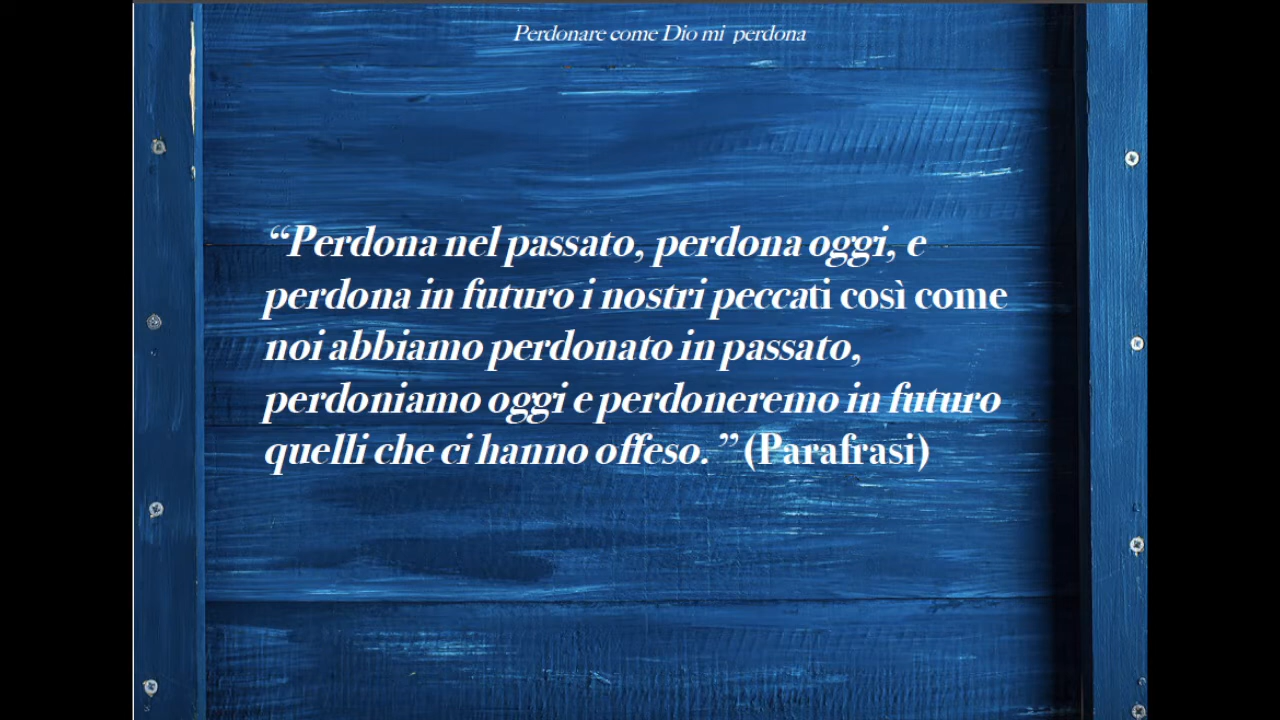 Perdonare come Dio mi perdona
“Perdona nel passato, perdona oggi, e
perdona in futuro i nostri peccati così come
noi abbiamo perdonato in passato,
perdoniamo oggi e perdoneremo in futuro
quelli che ci hanno offeso. ” (Parafrasi)